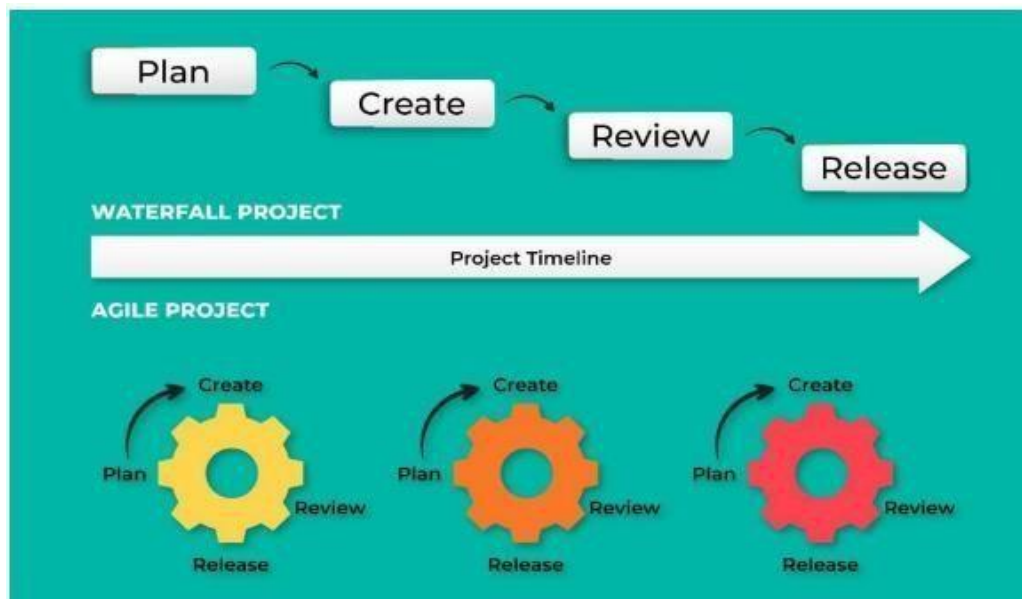 Plan
Create
Review
Release
WATERFALL PROJECT
Project Timeline
AGILE PROJECT
Create
Plan
Review
Release
Create
Plan
Review
Release
Create
Plan
Review
Release